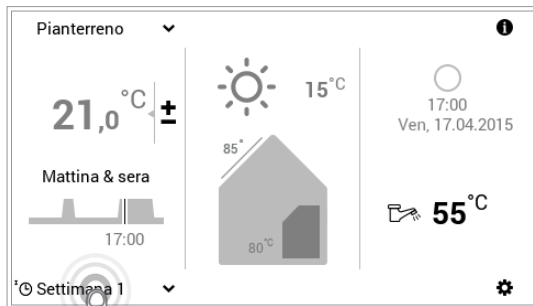 Pianterreno
21,0°C ±
Mattina & sera
17:00
Settimana 1
15°C
85°
80°C
17:00
Ven, 17.04.2015
55°C